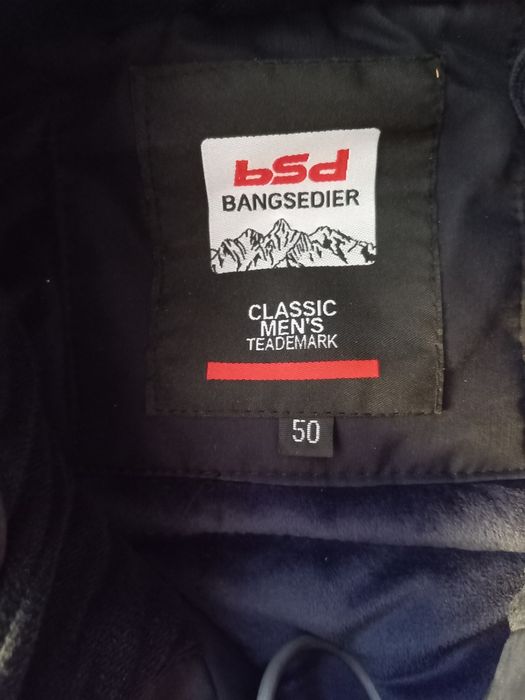 bSd
BANGSEDIER
CLASSIC
MEN'S
TEADEMARK
50